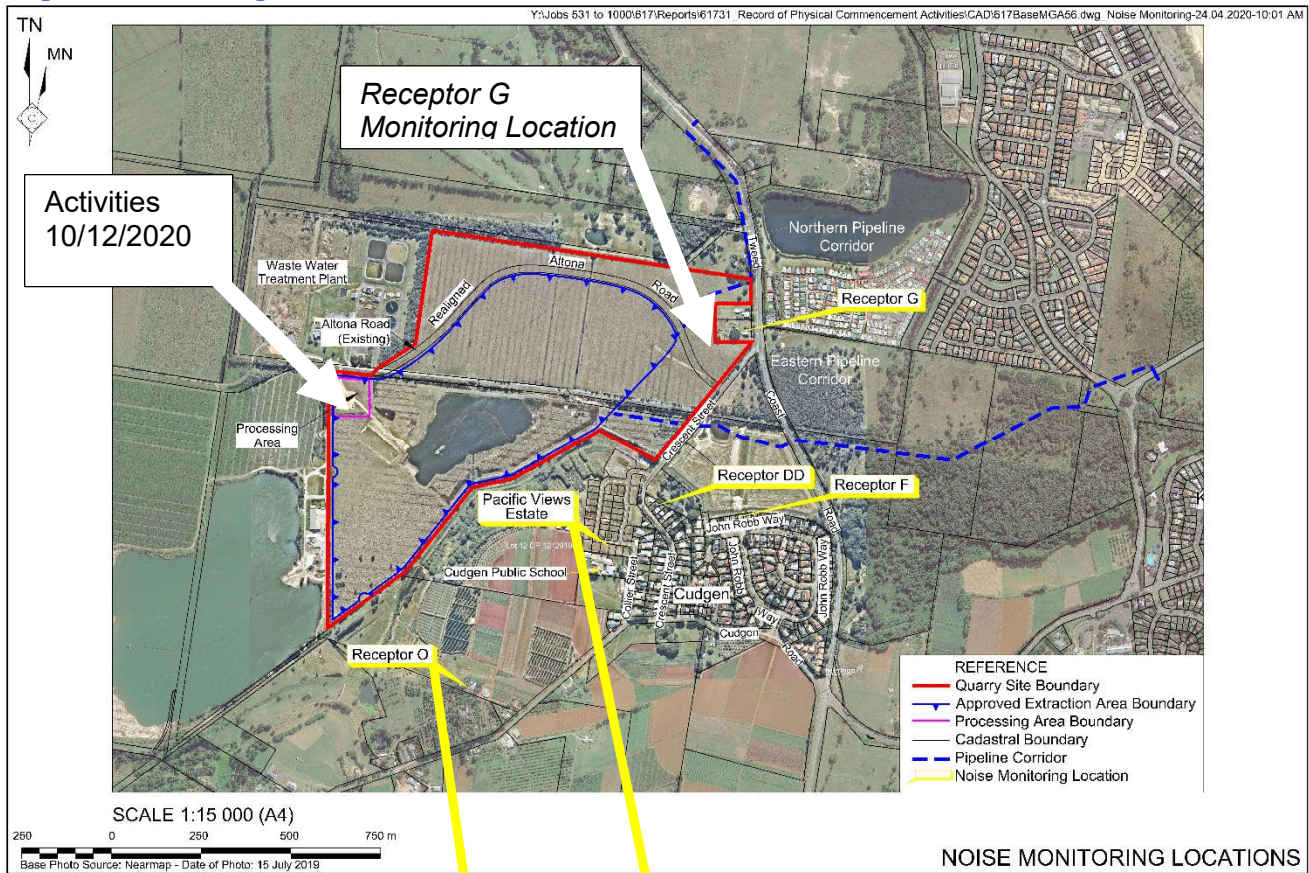 Y:\Jobs 531 to 1000\617\Reports\61731_Record of Physical Commencement Activities\CAD\617BaseMGA56.dwg Noise Monitoring-24.04.2020-10:01 AM
TN
MN
Receptor G
Monitoring Location
Activities
10/12/2020
Northern Pipeline
Corridor
Waste Water
Treatment Plant
Altona
Tweed
Realigned
Road
Receptor G
Altona Road
(Existing)
Eastern Pipeline
Corridor
Processing
Area
Coast
Crescent Street
Receptor DD
Receptor F
Pacific Views
Estate
John Robb Way
Road
Cudgen Public School
Collier Street
Crescent Street
John Robb
Way
John Robb Way
Cudgen
Cudgen
Road
Receptor O
REFERENCE
Quarry Site Boundary
Approved Extraction Area Boundary
Processing Area Boundary
Cadastral Boundary
Pipeline Corridor
Noise Monitoring Location
SCALE 1:15 000 (A4)
250 0 250 500 750 m
Base Photo Source: Nearmap - Date of Photo: 15 July 2019
NOISE MONITORING LOCATIONS